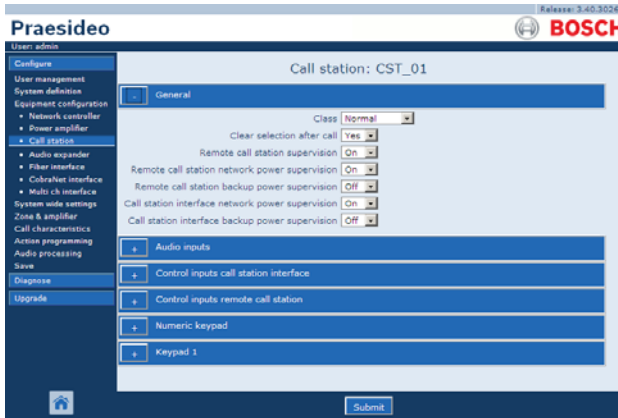 Release: 3.40.3026
Praesideo
BOSCH
User: admin
Configure
User management
System definition
Equipment configuration
• Network controller
• Power amplifier
• Call station
• Audio expander
• Fiber interface
• CobraNet interface
• Multi ch interface
System wide settings
Zone & amplifier
Call characteristics
Action programming
Audio processing
Save
Diagnose
Upgrade
Call station: CST_01
- General
Class Normal
Clear selection after call Yes
Remote call station supervision On
Remote call station network power supervision On
Remote call station backup power supervision Off
Call station interface network power supervision On
Call station interface backup power supervision Off
+ Audio inputs
+ Control inputs call station interface
+ Control inputs remote call station
+ Numeric keypad
+ Keypad 1
Submit